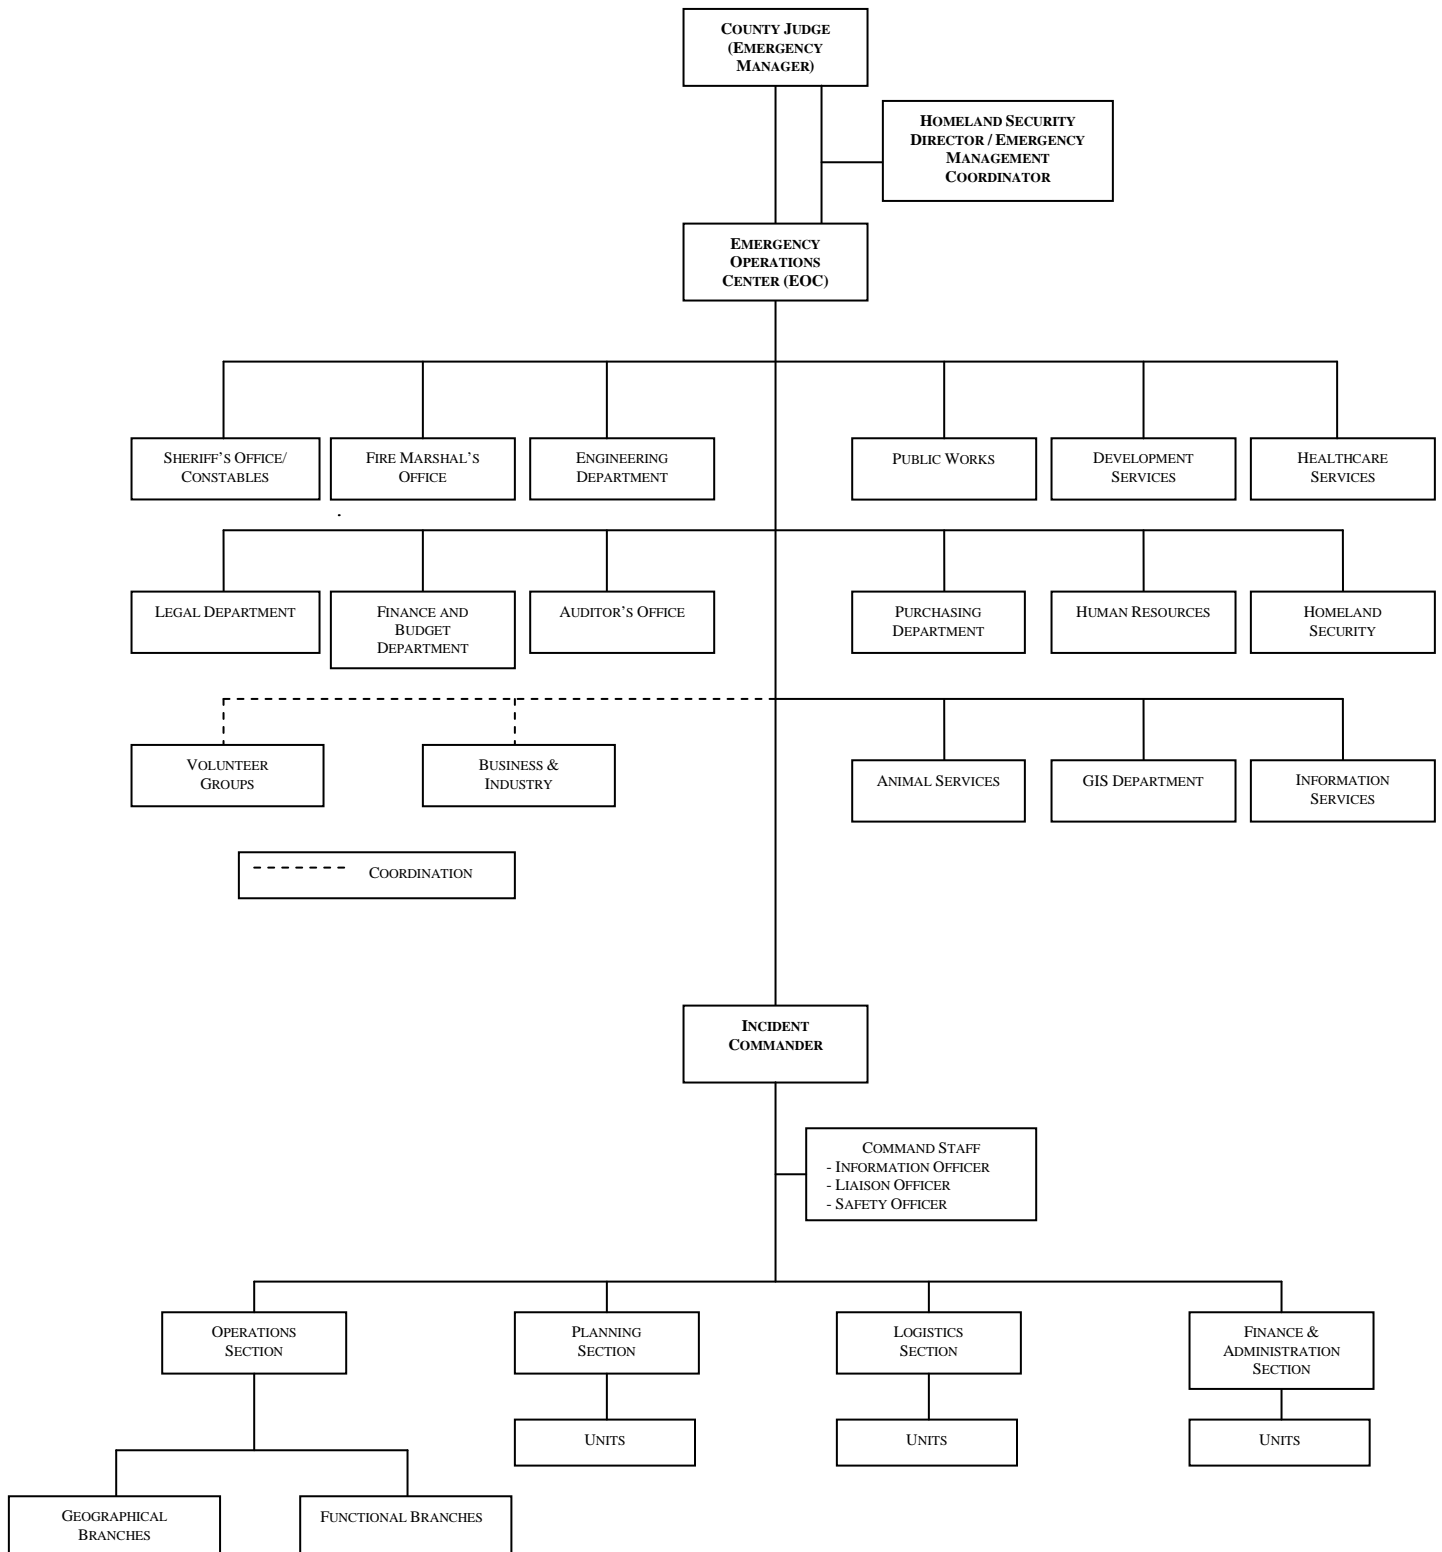 COUNTY JUDGE
(EMERGENCY
MANAGER)
HOMELAND SECURITY
DIRECTOR / EMERGENCY
MANAGEMENT
COORDINATOR
EMERGENCY
OPERATIONS
CENTER (EOC)
SHERIFF'S OFFICE/
CONSTABLES
FIRE MARSHAL'S
OFFICE
ENGINEERING
DEPARTMENT
PUBLIC WORKS
DEVELOPMENT
SERVICES
HEALTHCARE
SERVICES
.
LEGAL DEPARTMENT
FINANCE AND
BUDGET
DEPARTMENT
AUDITOR'S OFFICE
PURCHASING
DEPARTMENT
HUMAN RESOURCES
HOMELAND
SECURITY
VOLUNTEER
GROUPS
BUSINESS &
INDUSTRY
ANIMAL SERVICES
GIS DEPARTMENT
INFORMATION
SERVICES
COORDINATION
INCIDENT
COMMANDER
COMMAND STAFF
- INFORMATION OFFICER
- LIAISON OFFICER
- SAFETY OFFICER
OPERATIONS
SECTION
PLANNING
SECTION
LOGISTICS
SECTION
FINANCE &
ADMINISTRATION
SECTION
UNITS
UNITS
UNITS
GEOGRAPHICAL
BRANCHES
FUNCTIONAL BRANCHES